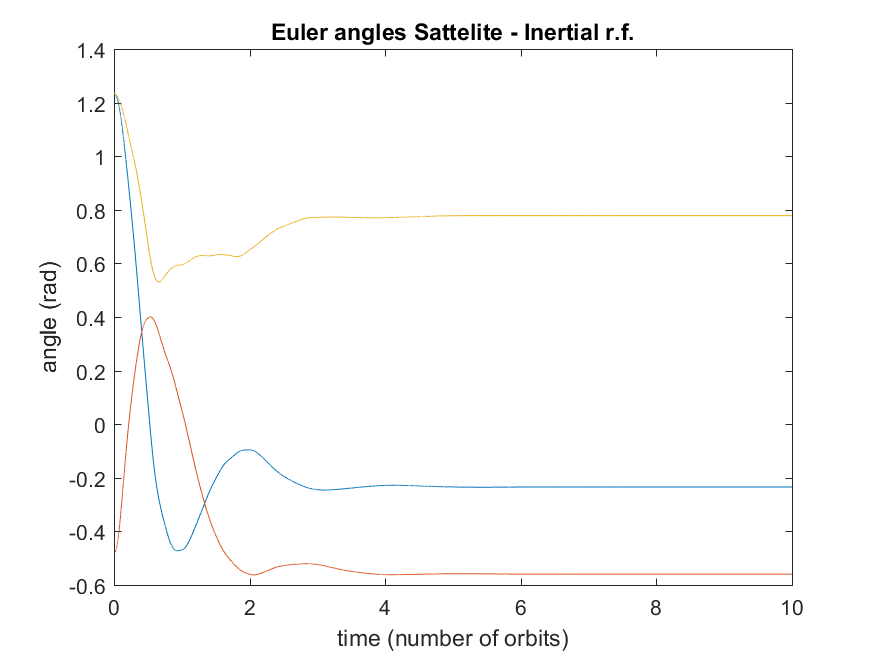 Euler angles Sattelite - Inertial r.f.
1.4
1.2
1
0.8
0.6
0.4
0.2
0
-0.2
-0.4
-0.6
angle (rad)
0 2 4 6 8 10
time (number of orbits)